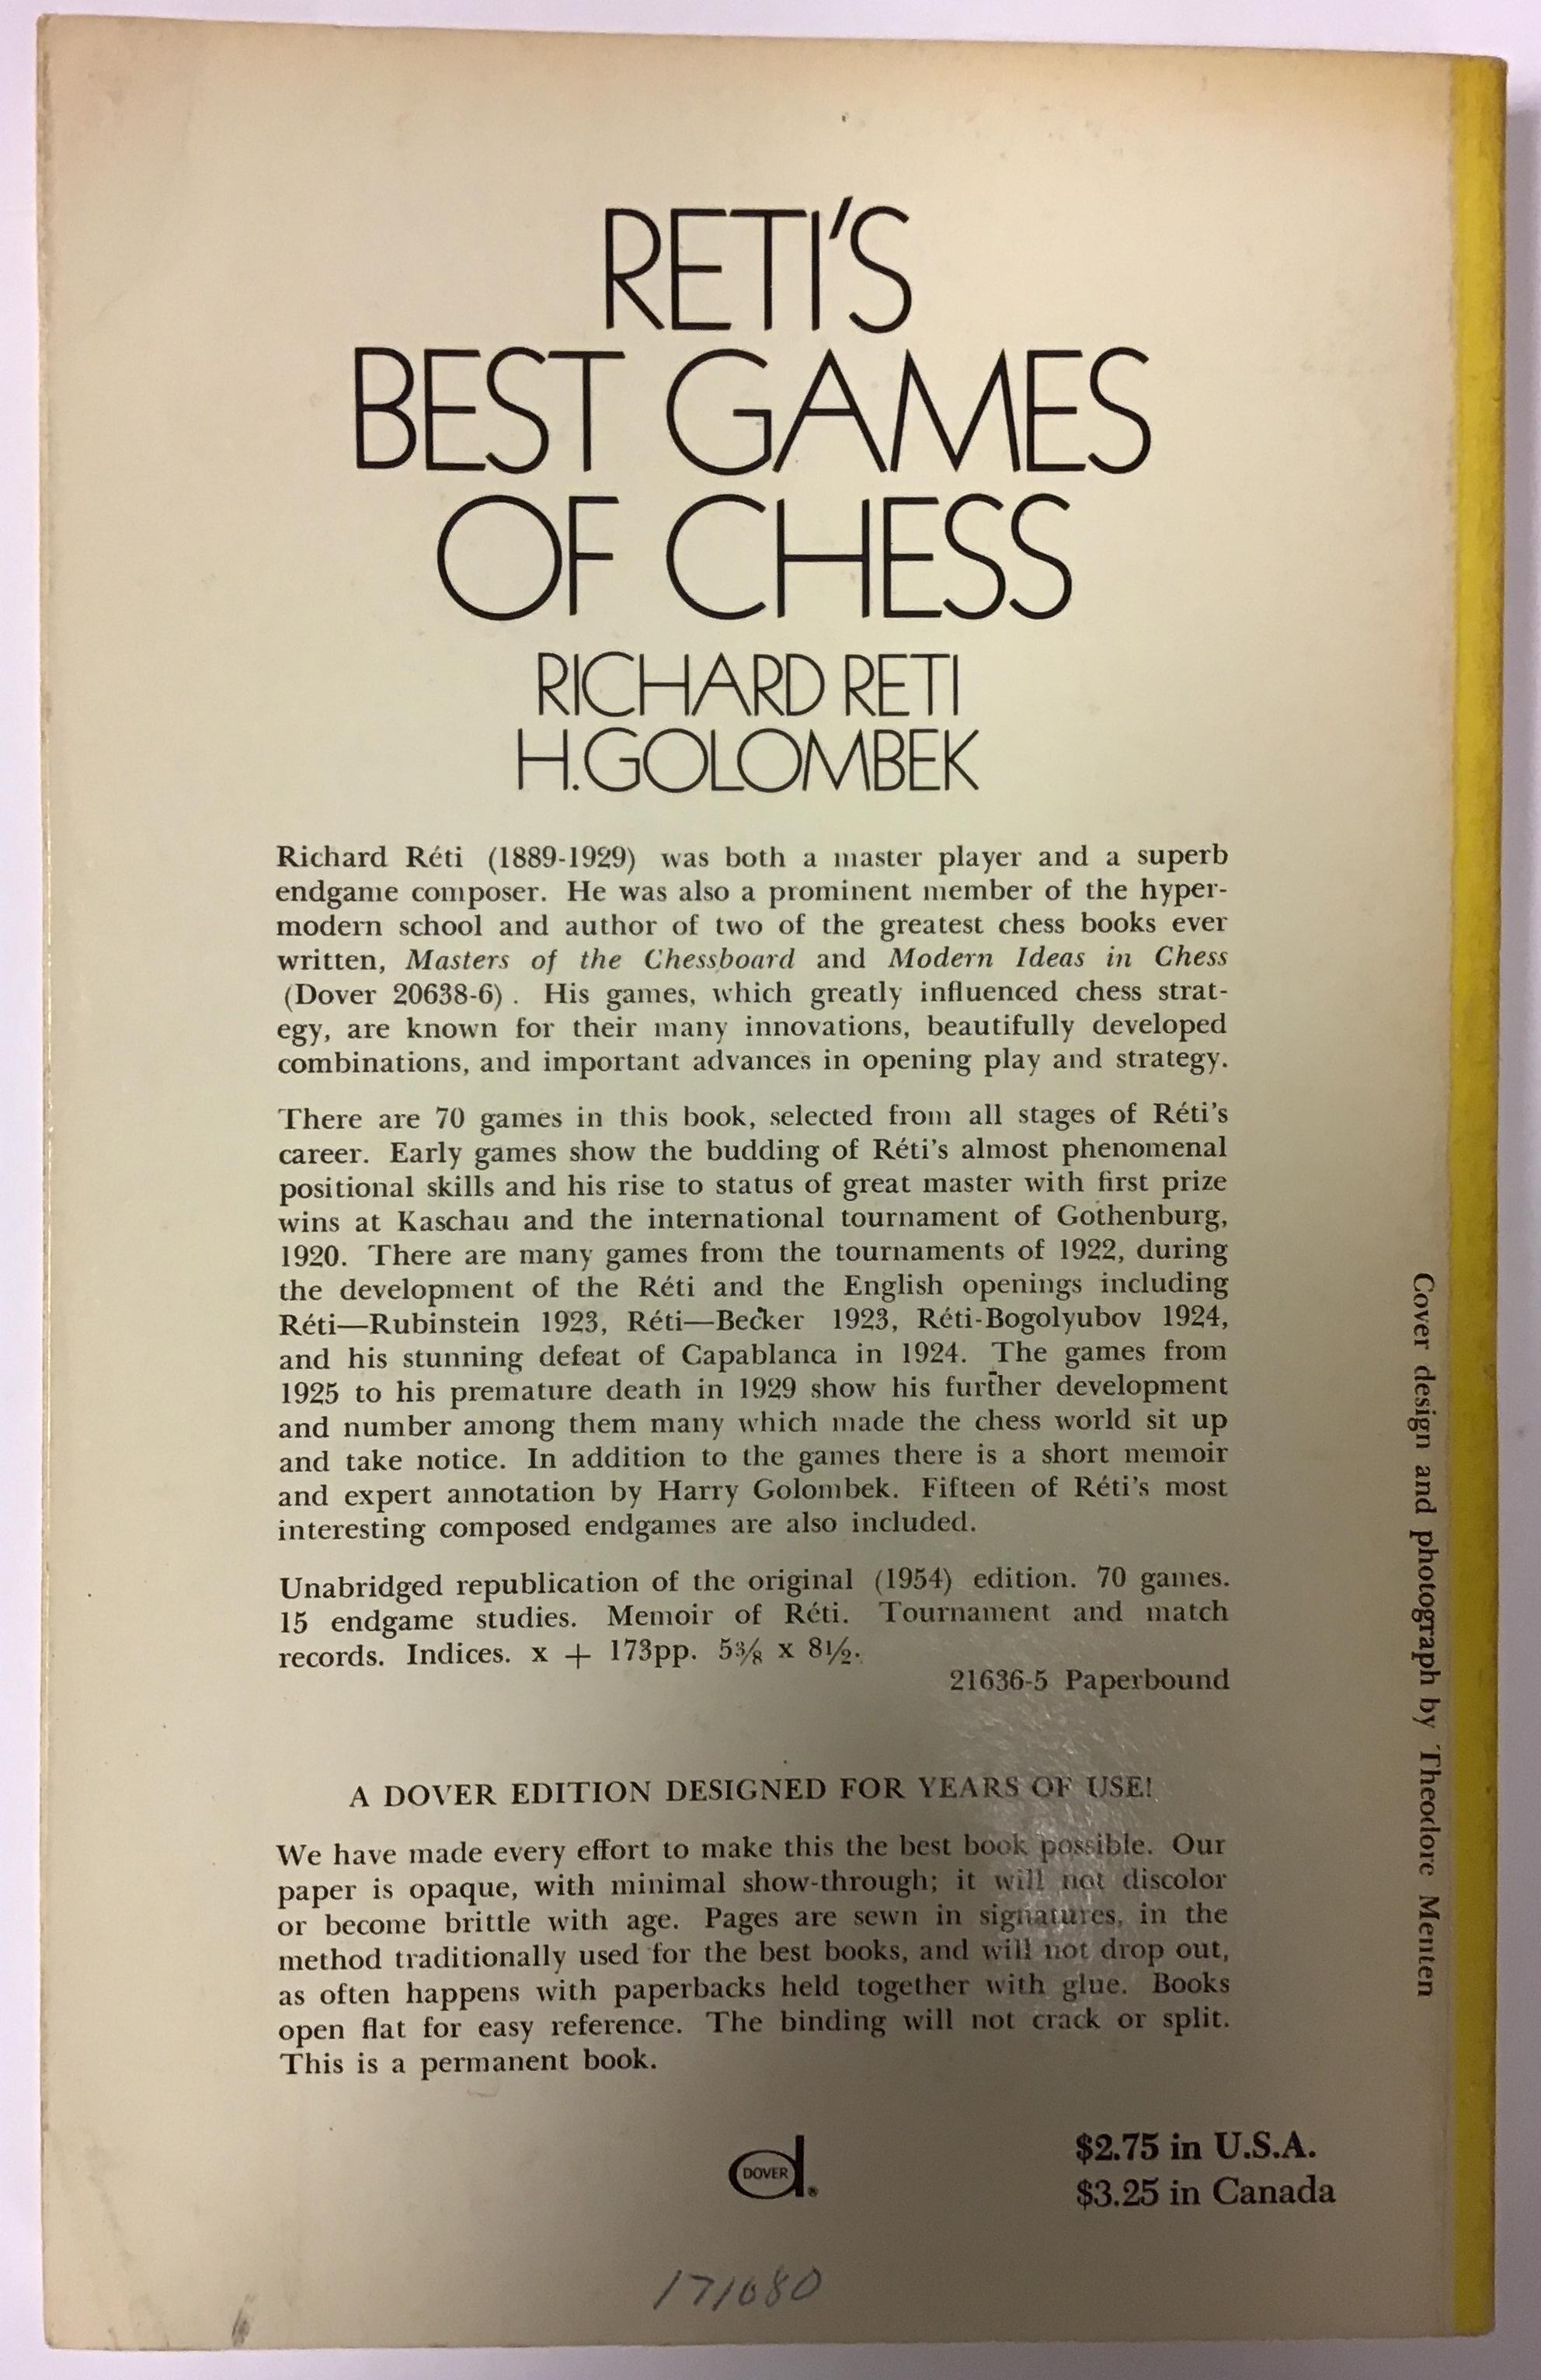 RETI'S
BEST GAMES
OF CHESS
RICHARD RETI
H.GOLOMBEK
Richard Réti (1889-1929) was both a master player and a superb
endgame composer. He was also a prominent member of the hyper-
modern school and author of two of the greatest chess books ever
written, Masters of the Chessboard and Modern Ideas in Chess
(Dover 20638-6). His games, which greatly influenced chess strat-
egy, are known for their many innovations, beautifully developed
combinations, and important advances in opening play and strategy.
There are 70 games in this book, selected from all stages of Réti's
career. Early games show the budding of Réti's almost phenomenal
positional skills and his rise to status of great master with first prize
wins at Kaschau and the international tournament of Gothenburg,
1920. There are many games from the tournaments of 1922, during
the development of the Réti and the English openings including
Réti—Rubinstein 1923, Réti—Becker 1923, Réti-Bogolyubov 1924,
and his stunning defeat of Capablanca in 1924. The games from
1925 to his premature death in 1929 show his further development
and number among them many which made the chess world sit up
and take notice. In addition to the games there is a short memoir
and expert annotation by Harry Golombek. Fifteen of Réti's most
interesting composed endgames are also included.
Unabridged republication of the original (1954) edition. 70 games.
15 endgame studies. Memoir of Réti. Tournament and match
records. Indices. x + 173pp. 5⅜ x 8½.
21636-5 Paperbound
A DOVER EDITION DESIGNED FOR YEARS OF USE!
We have made every effort to make this the best book possible. Our
paper is opaque, with minimal show-through; it will not discolor
or become brittle with age. Pages are sewn in signatures, in the
method traditionally used for the best books, and will not drop out,
as often happens with paperbacks held together with glue. Books
open flat for easy reference. The binding will not crack or split.
This is a permanent book.
DOVER ®
$2.75 in U.S.A.
$3.25 in Canada
171080
Cover design and photograph by Theodore Menten